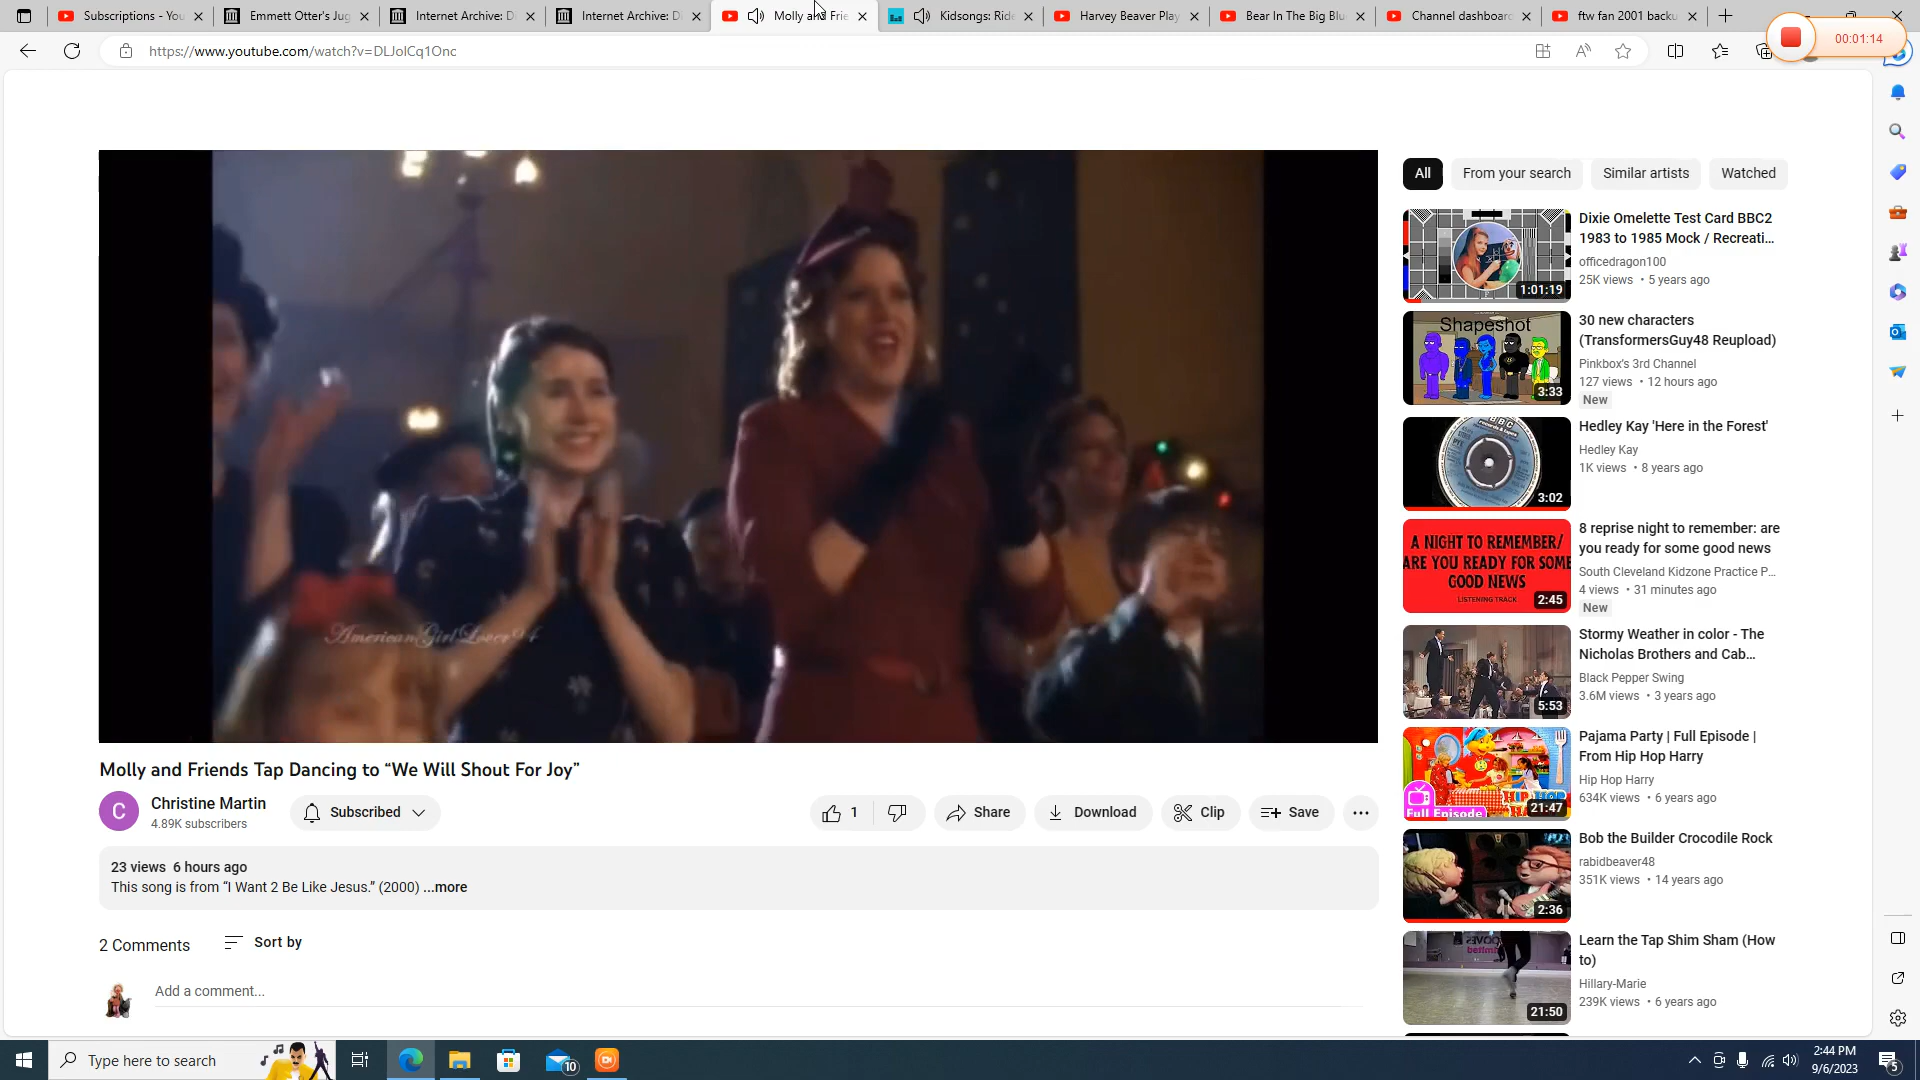 Subscriptions - You
Emmett Otter's Jug
Internet Archive: D
Internet Archive: D
Molly and Frie
Kidsongs: Ride
Harvey Beaver Play
Bear In The Big Blu
Channel dashboard
ftw fan 2001 backu
00:01:14
https://www.youtube.com/watch?v=DLJolCq1Onc
AmericanGirlLover94
Molly and Friends Tap Dancing to “We Will Shout For Joy”
C
Christine Martin
4.89K subscribers
Subscribed
1
Share
Download
Clip
Save
23 views 6 hours ago
This song is from “I Want 2 Be Like Jesus.” (2000) ...more
2 Comments
Sort by
Add a comment...
All
From your search
Similar artists
Watched
1:01:19
Dixie Omelette Test Card BBC2
1983 to 1985 Mock / Recreati...
officedragon100
25K views • 5 years ago
Shapeshot
3:33
30 new characters
(TransformersGuy48 Reupload)
Pinkbox's 3rd Channel
127 views • 12 hours ago
New
BBC
records & tapes
3:02
Hedley Kay 'Here in the Forest'
Hedley Kay
1K views • 8 years ago
A NIGHT TO REMEMBER/
ARE YOU READY FOR SOME
GOOD NEWS
LISTENING TRACK
2:45
8 reprise night to remember: are
you ready for some good news
South Cleveland Kidzone Practice P...
4 views • 31 minutes ago
New
5:53
Stormy Weather in color - The
Nicholas Brothers and Cab...
Black Pepper Swing
3.6M views • 3 years ago
Full Episode
21:47
Pajama Party | Full Episode |
From Hip Hop Harry
Hip Hop Harry
634K views • 6 years ago
2:36
Bob the Builder Crocodile Rock
rabidbeaver48
351K views • 14 years ago
21:50
Learn the Tap Shim Sham (How
to)
Hillary-Marie
239K views • 6 years ago
Type here to search
10
2:44 PM
9/6/2023
5